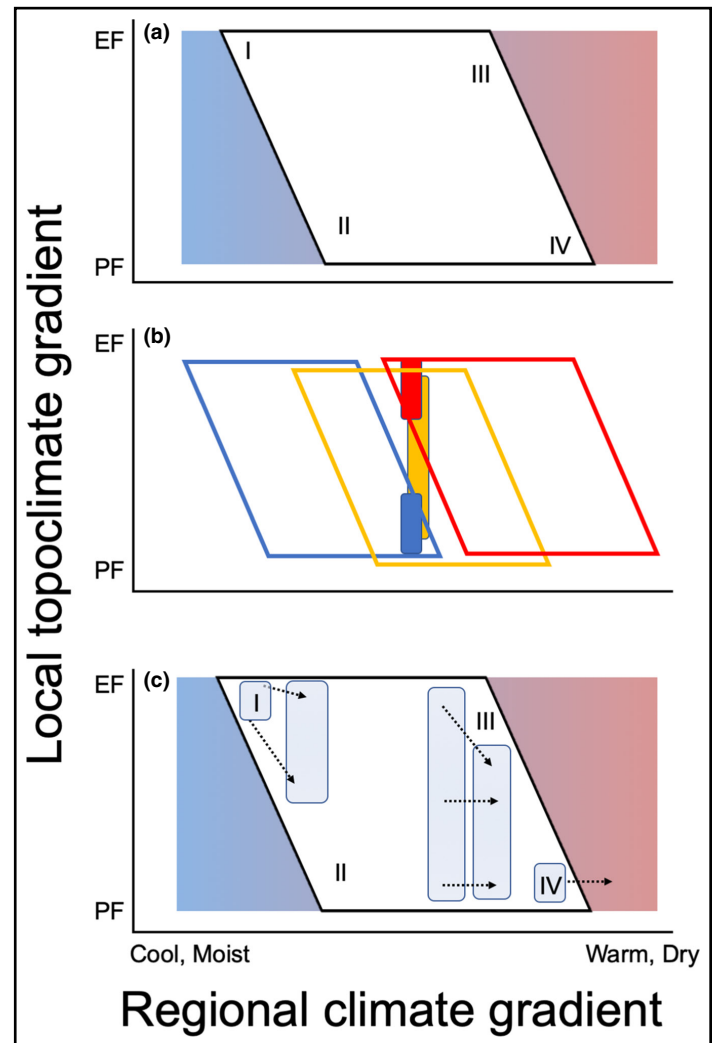 Local topoclimate gradient
EF
(a)
I
III
II
IV
PF
EF
(b)
PF
EF
(c)
I
III
II
IV
PF
Cool, Moist
Warm, Dry
Regional climate gradient